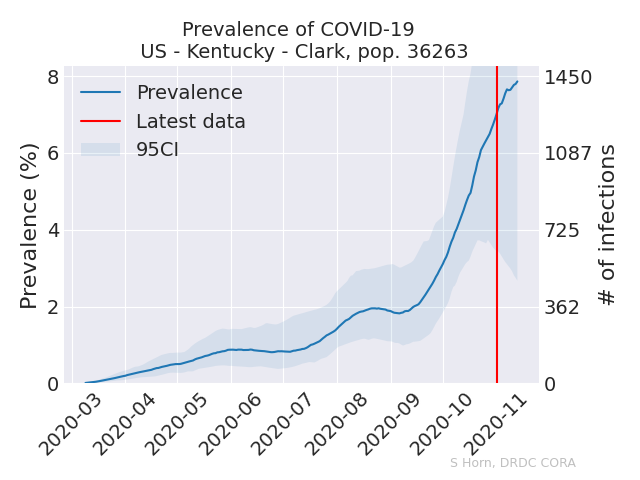 Prevalence of COVID-19
US - Kentucky - Clark, pop. 36263
Prevalence
Latest data
95CI
Prevalence (%)
8
6
4
2
0
1450
1087
725
362
0
# of infections
2020-03
2020-04
2020-05
2020-06
2020-07
2020-08
2020-09
2020-10
2020-11
S Horn, DRDC CORA